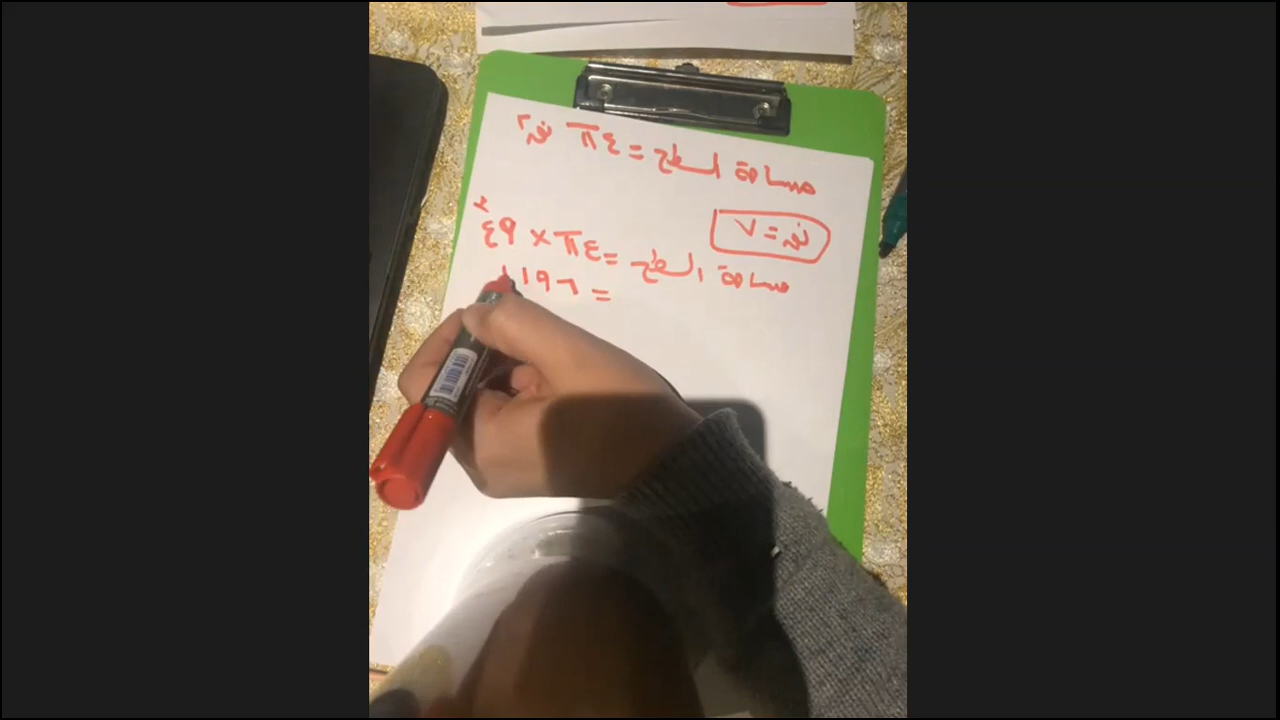 مساحة السطح = ٤π نق٢
نق = ٧
مساحة السطح = ٤π × ٤٩
= ١٩٦